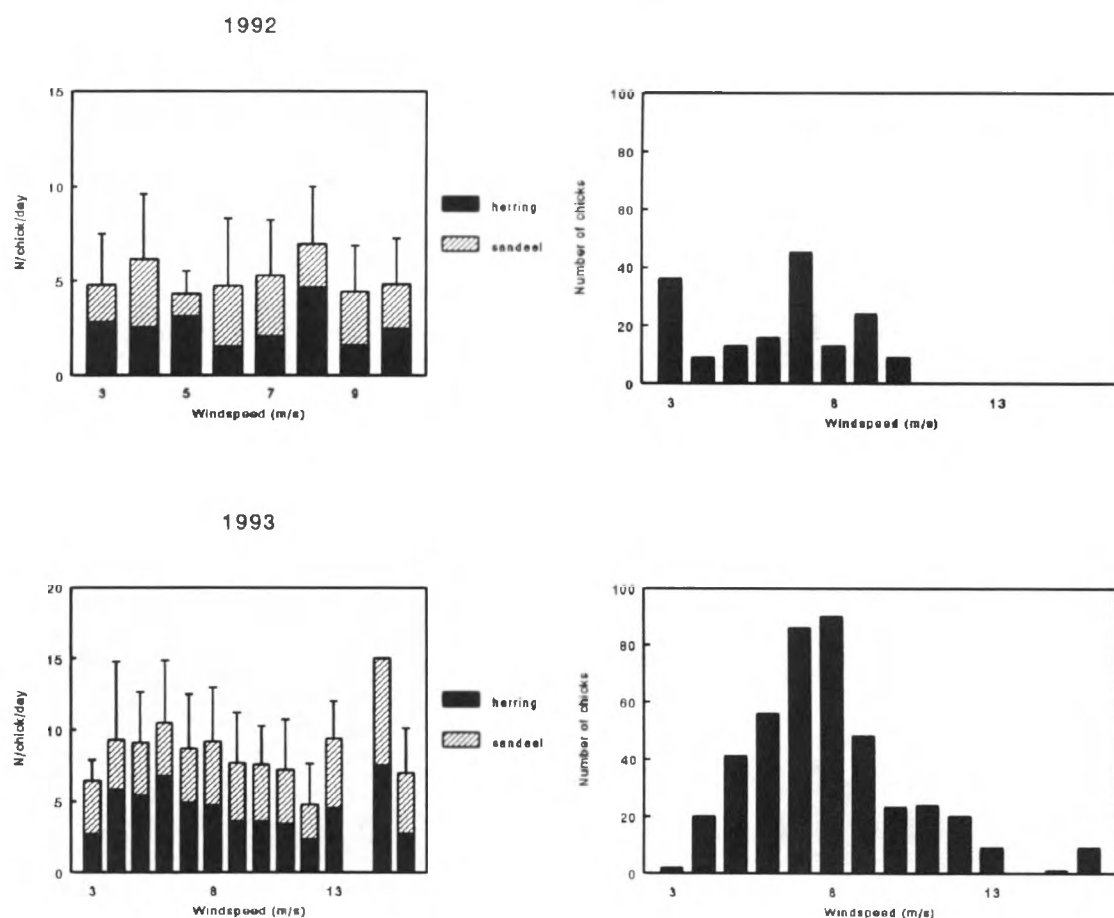 1992
15
10
5
0
N/chick/day
3 5 7 9
Windspeed (m/s)
herring
sandeel
100
80
60
40
20
0
Number of chicks
3 8 13
Windspeed (m/s)
1993
20
15
10
5
0
N/chick/day
3 8 13
Windspeed (m/s)
herring
sandeel
100
80
60
40
20
0
Number of chicks
3 8 13
Windspeed (m/s)